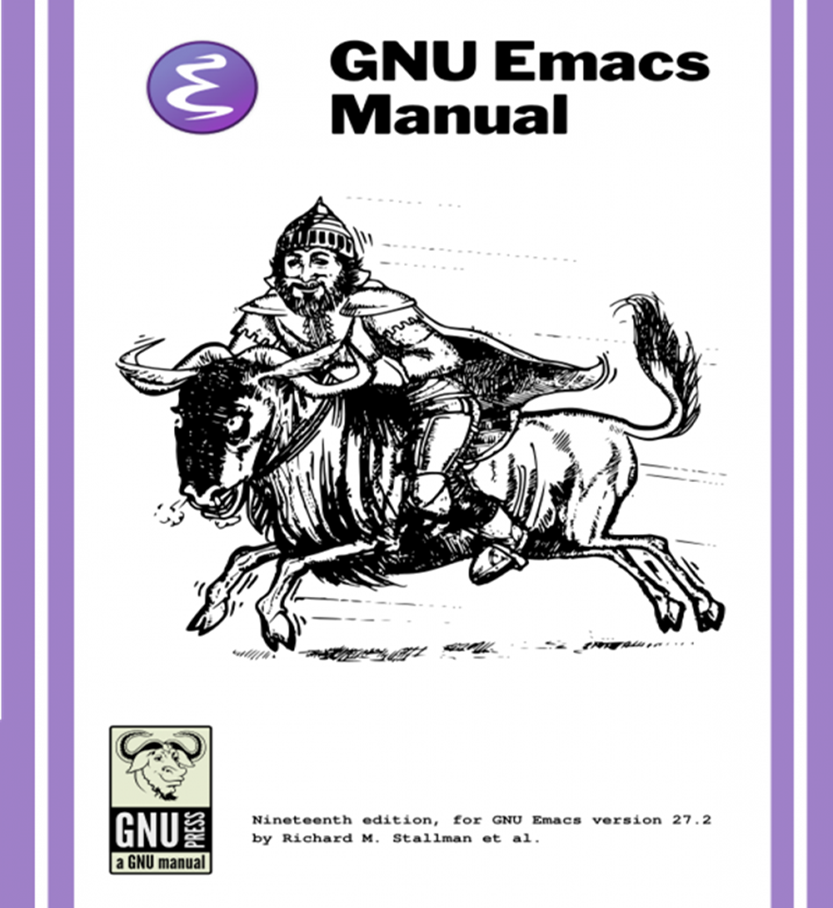 GNU Emacs
Manual
GNU PRESS
a GNU manual
Nineteenth edition, for GNU Emacs version 27.2
by Richard M. Stallman et al.